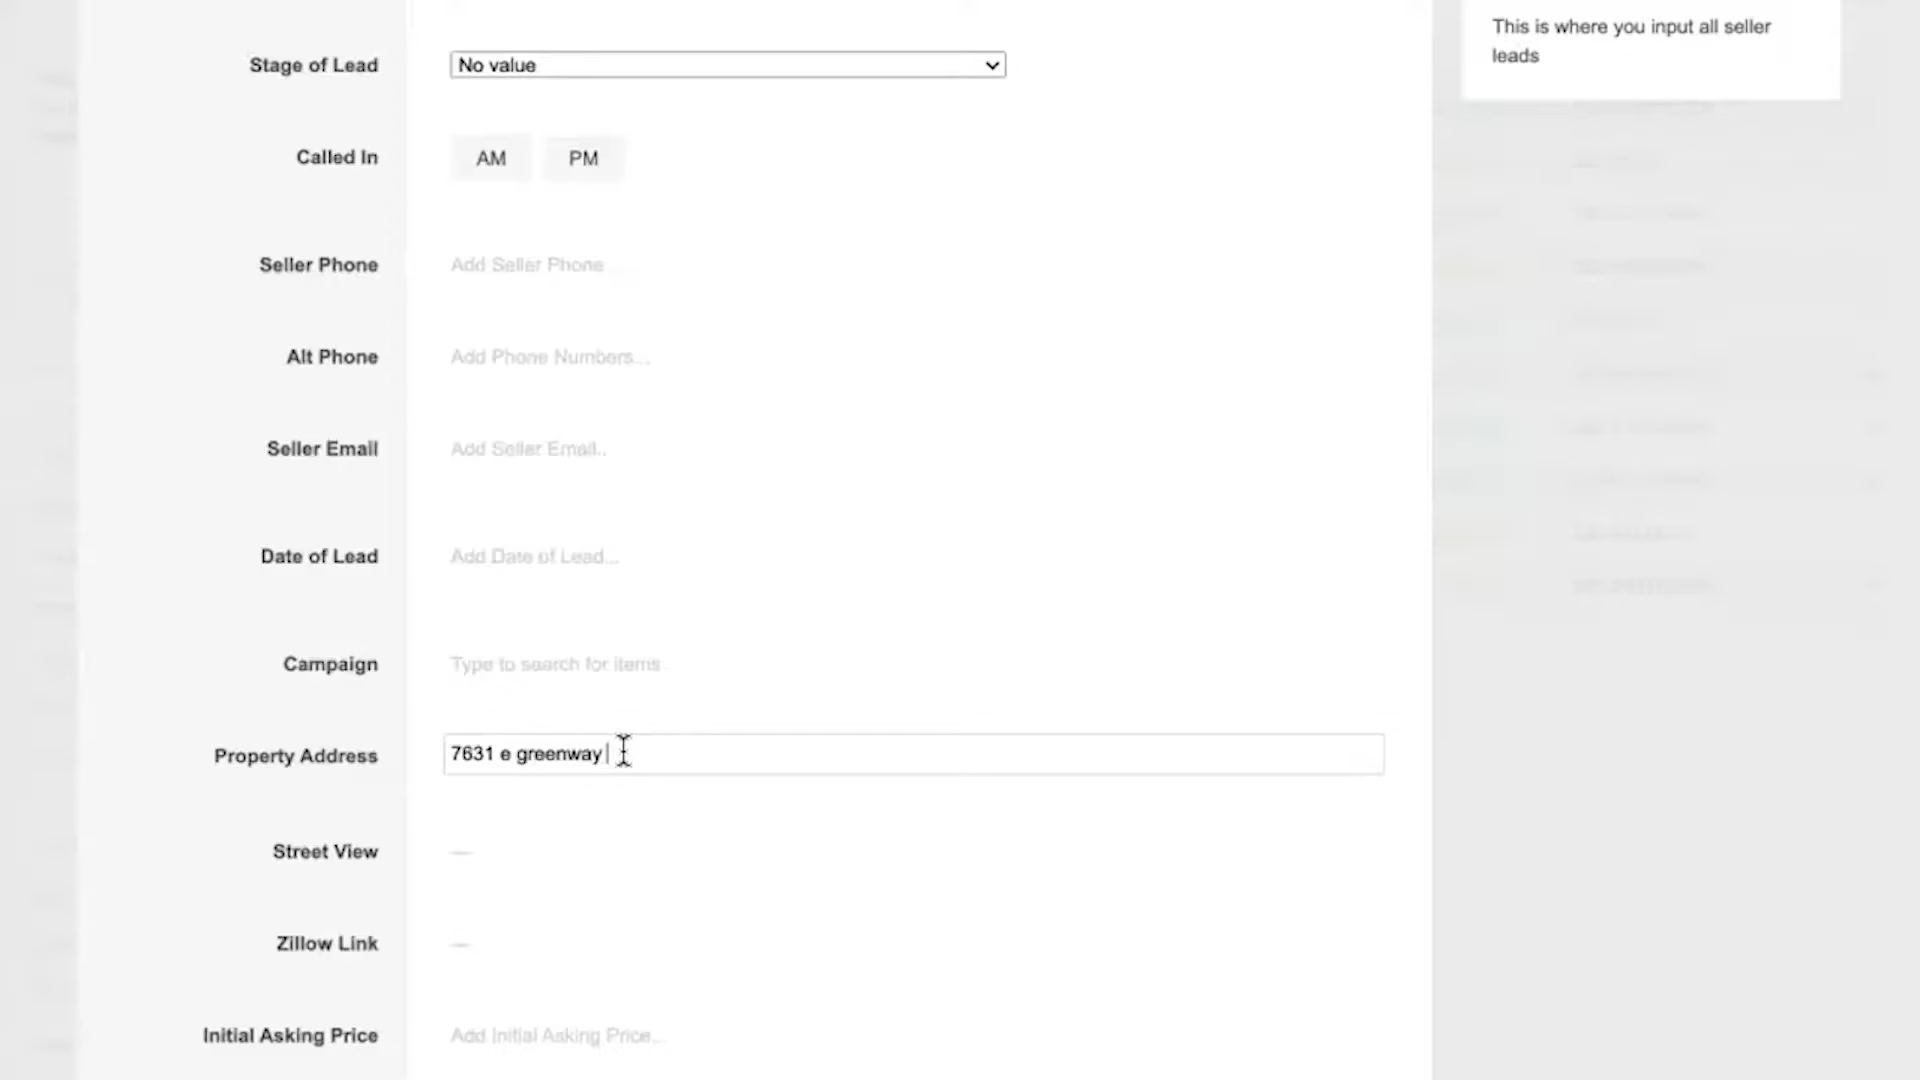 This is where you input all seller
leads
Stage of Lead
No value
Called In
AM
PM
Seller Phone
Add Seller Phone
Alt Phone
Add Phone Numbers...
Seller Email
Add Seller Email..
Date of Lead
Add Date of Lead...
Campaign
Type to search for items
Property Address
7631 e greenway
Street View
—
Zillow Link
—
Initial Asking Price
Add Initial Asking Price...